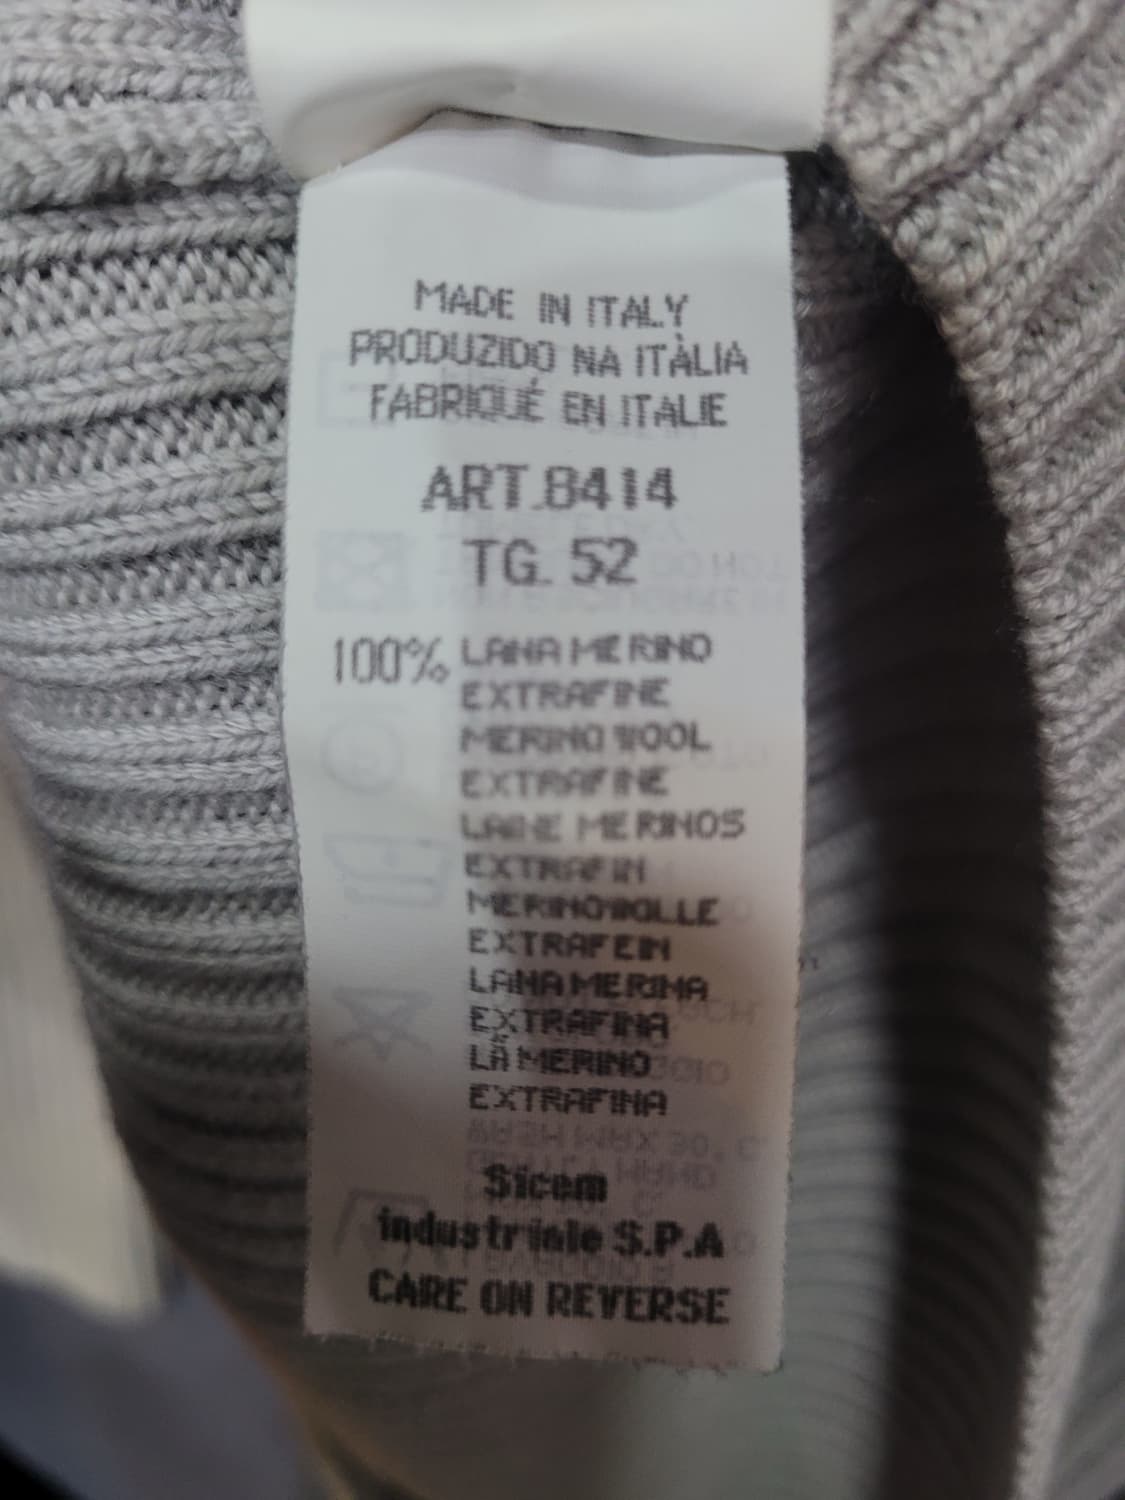 MADE IN ITALY
PRODUZIDO NA ITÀLIA
FABRIQUÉ EN ITALIE
ART.8414
TG. 52
100% LANA MERINO
EXTRAFINE
MERINO WOOL
EXTRAFINE
LAINE MERINOS
EXTRAFIN
MERINOWOLLE
EXTRAFEIN
LANA MERINA
EXTRAFINA
LÃ MERINO
EXTRAFINA
Sicem
industriale S.P.A
CARE ON REVERSE